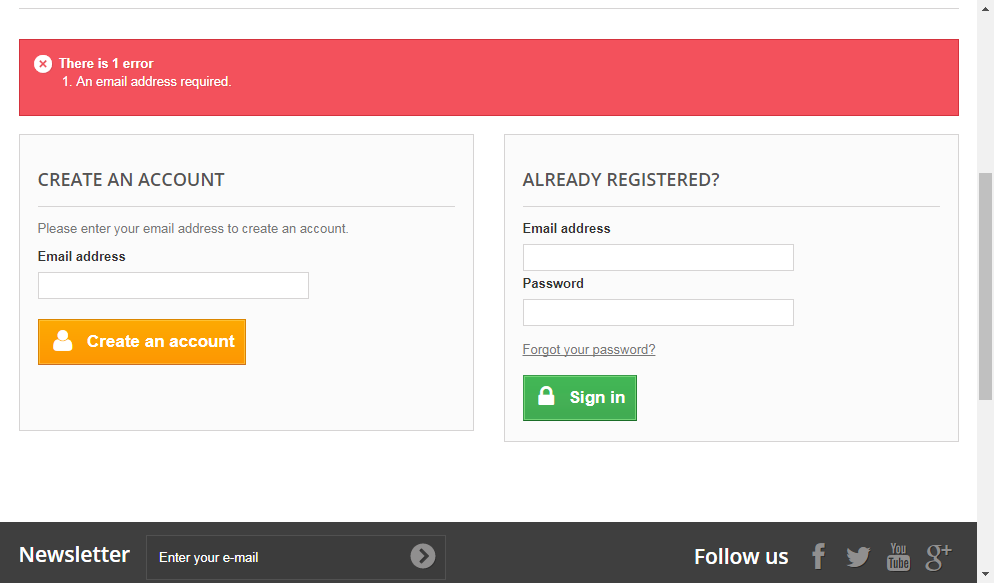 There is 1 error
1. An email address required.
CREATE AN ACCOUNT
Please enter your email address to create an account.
Email address
Create an account
ALREADY REGISTERED?
Email address
Password
Forgot your password?
Sign in
Newsletter
Enter your e-mail
Follow us
You
Tube
g+